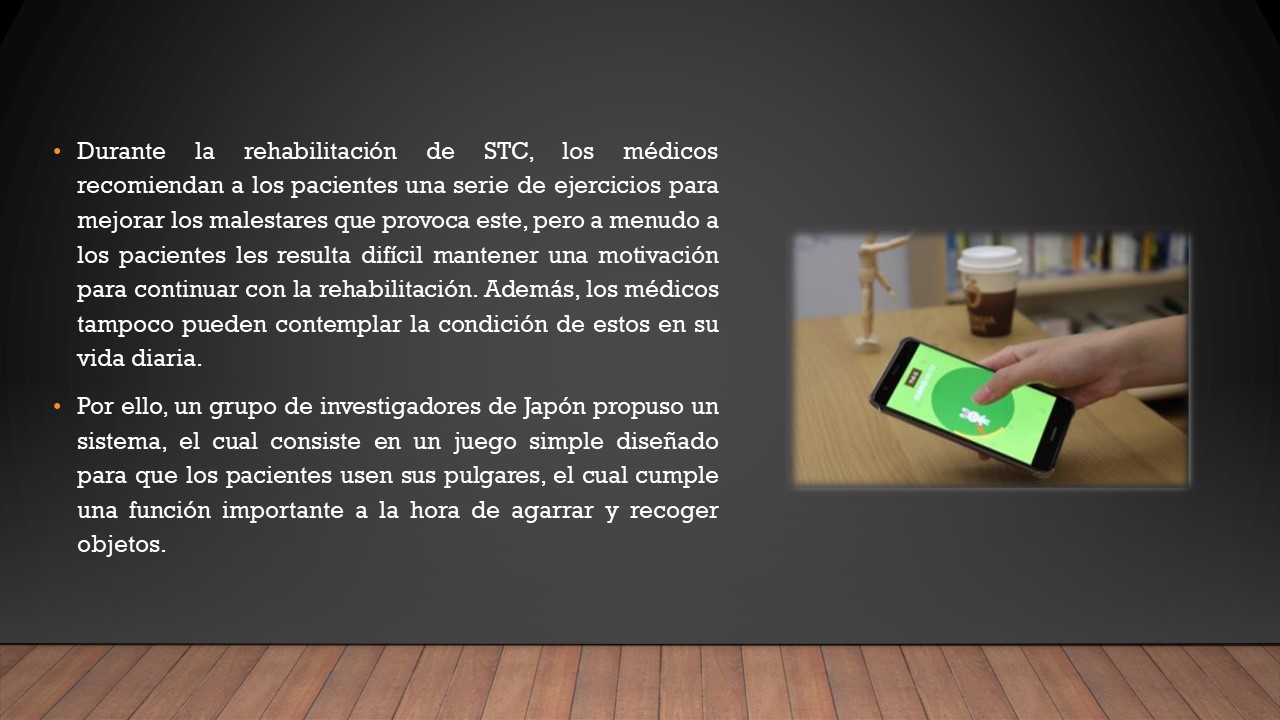 • Durante la rehabilitación de STC, los médicos
recomiendan a los pacientes una serie de ejercicios para
mejorar los malestares que provoca este, pero a menudo a
los pacientes les resulta difícil mantener una motivación
para continuar con la rehabilitación. Además, los médicos
tampoco pueden contemplar la condición de estos en su
vida diaria.
• Por ello, un grupo de investigadores de Japón propuso un
sistema, el cual consiste en un juego simple diseñado
para que los pacientes usen sus pulgares, el cual cumple
una función importante a la hora de agarrar y recoger
objetos.